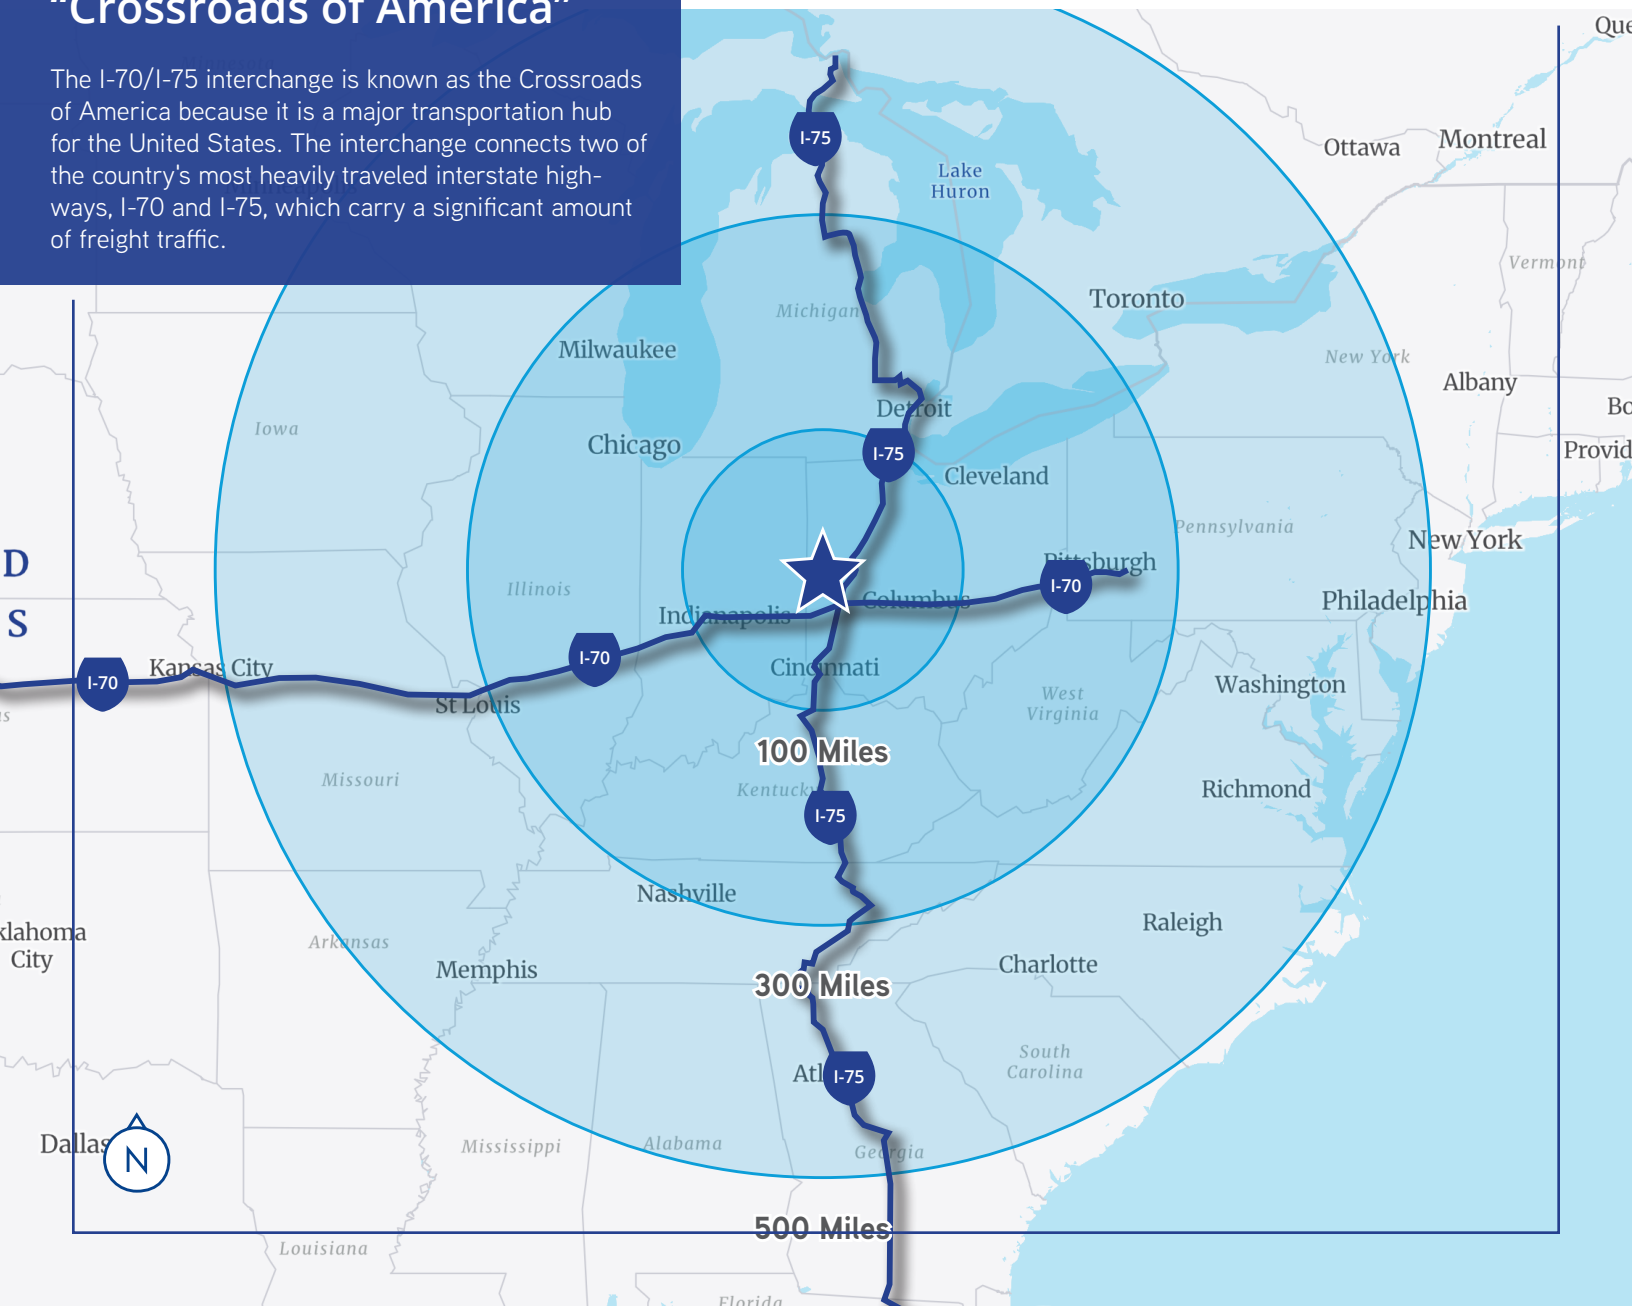 "Crossroads of America"
The I-70/I-75 interchange is known as the Crossroads
of America because it is a major transportation hub
for the United States. The interchange connects two of
the country's most heavily traveled interstate high-
ways, I-70 and I-75, which carry a significant amount
of freight traffic.
Que
I-75
Ottawa
Montreal
Lake
Huron
Vermont
Toronto
Michigan
Milwaukee
New York
Albany
Detroit
Bo
Iowa
Chicago
I-75
Cleveland
Provid
Pennsylvania
New York
D
Pittsburgh
Illinois
I-70
Columbus
Philadelphia
Indianapolis
S
I-70
Kansas City
Cincinnati
I-70
Washington
St Louis
West
Virginia
100 Miles
Missouri
Kentucky
Richmond
I-75
Nashville
Raleigh
klahoma
City
Arkansas
Memphis
Charlotte
300 Miles
South
Carolina
Atl
I-75
Dallas
N
Mississippi
Alabama
Georgia
500 Miles
Louisiana
Florida